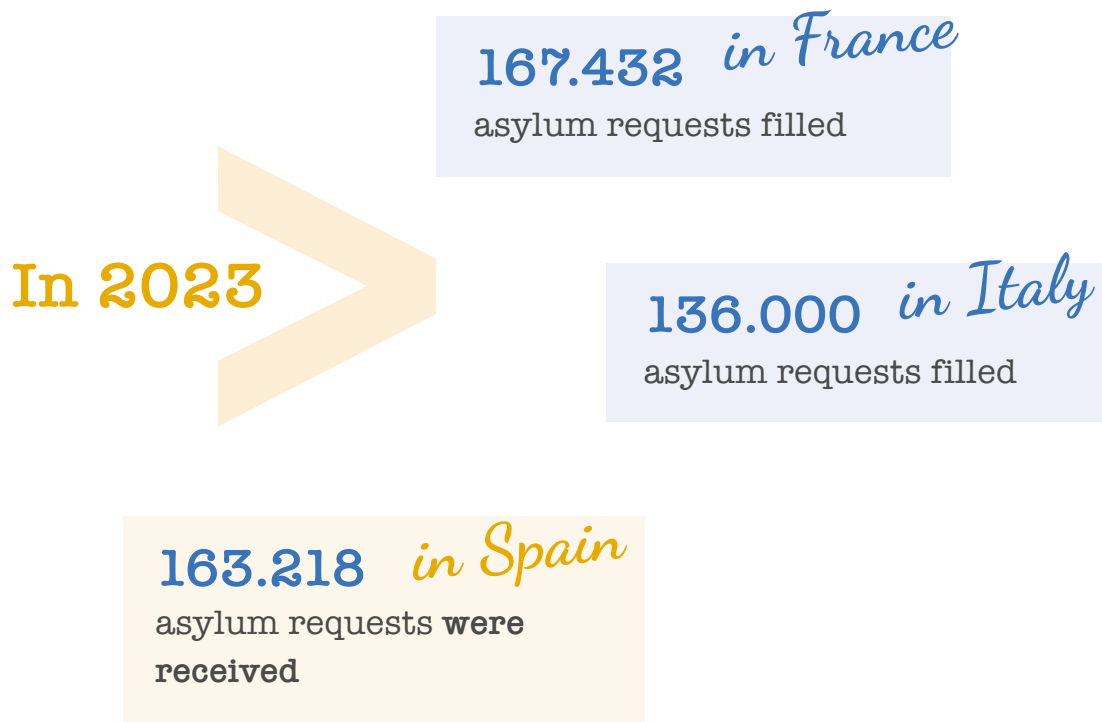 167.432 in France
asylum requests filled
In 2023
136.000 in Italy
asylum requests filled
163.218 in Spain
asylum requests were
received